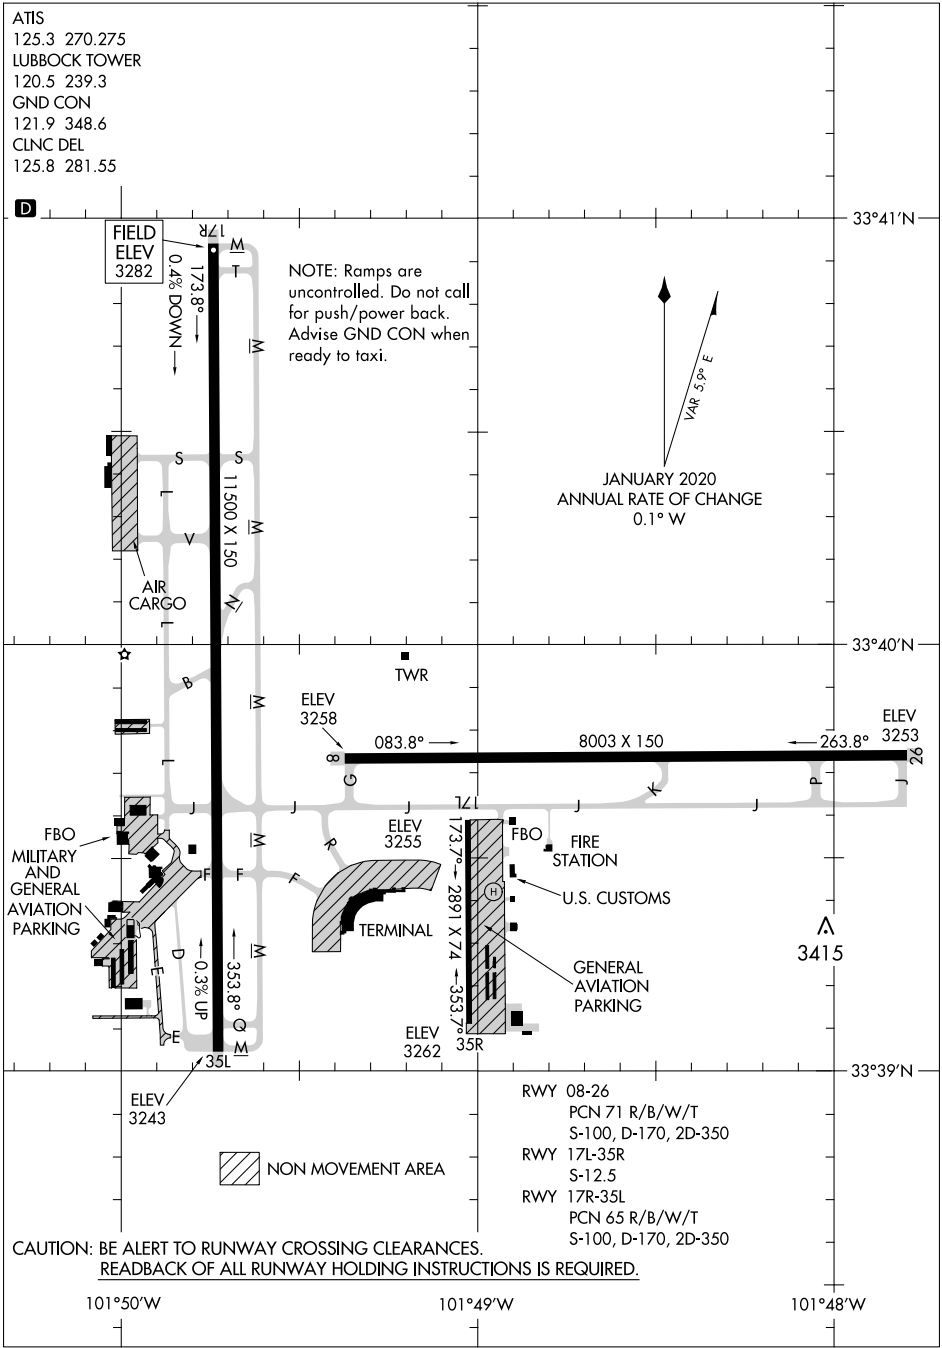 ATIS
125.3 270.275
LUBBOCK TOWER
120.5 239.3
GND CON
121.9 348.6
CLNC DEL
125.8 281.55
D
FIELD
ELEV
3282
17R
M
T
0.4% DOWN
173.8°
NOTE: Ramps are
uncontrolled. Do not call
for push/power back.
Advise GND CON when
ready to taxi.
33°41'N
VAR 5.9° E
JANUARY 2020
ANNUAL RATE OF CHANGE
0.1° W
M
S
S
L
11500 X 150
M
V
AIR
CARGO
N
L
33°40'N
TWR
B
M
ELEV
3258
ELEV
3253
8
083.8°
8003 X 150
263.8°
26
L
G
K
P
J
J
J
J
17L
J
J
FBO
MILITARY
AND
GENERAL
AVIATION
PARKING
M
R
ELEV
3255
173.7°
FBO
FIRE
STATION
F
F
F
U.S. CUSTOMS
H
2891 X 74
TERMINAL
3415
D
M
E
0.3% UP
353.8°
353.7°
GENERAL
AVIATION
PARKING
E
Q
M
35L
ELEV
3262
35R
33°39'N
ELEV
3243
RWY 08-26
PCN 71 R/B/W/T
S-100, D-170, 2D-350
RWY 17L-35R
S-12.5
RWY 17R-35L
PCN 65 R/B/W/T
S-100, D-170, 2D-350
NON MOVEMENT AREA
CAUTION: BE ALERT TO RUNWAY CROSSING CLEARANCES.
READBACK OF ALL RUNWAY HOLDING INSTRUCTIONS IS REQUIRED.
101°50'W
101°49'W
101°48'W